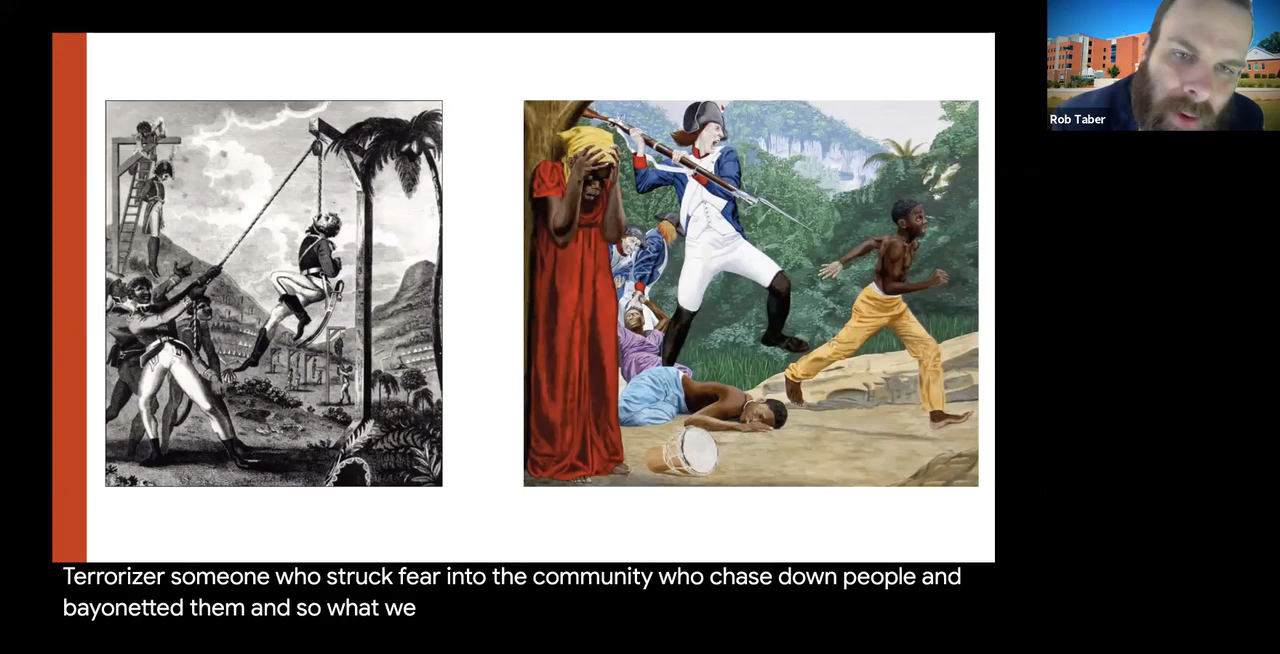 Rob Taber
Terrorizer someone who struck fear into the community who chase down people and
bayonetted them and so what we